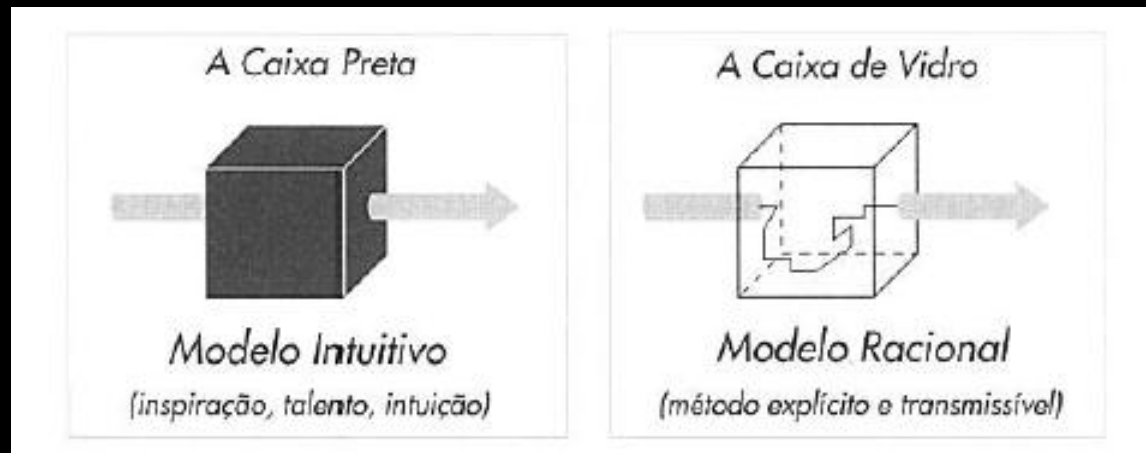 A Caixa Preta
Modelo Intuitivo
(inspiração, talento, intuição)
A Caixa de Vidro
Modelo Racional
(método explícito e transmissível)